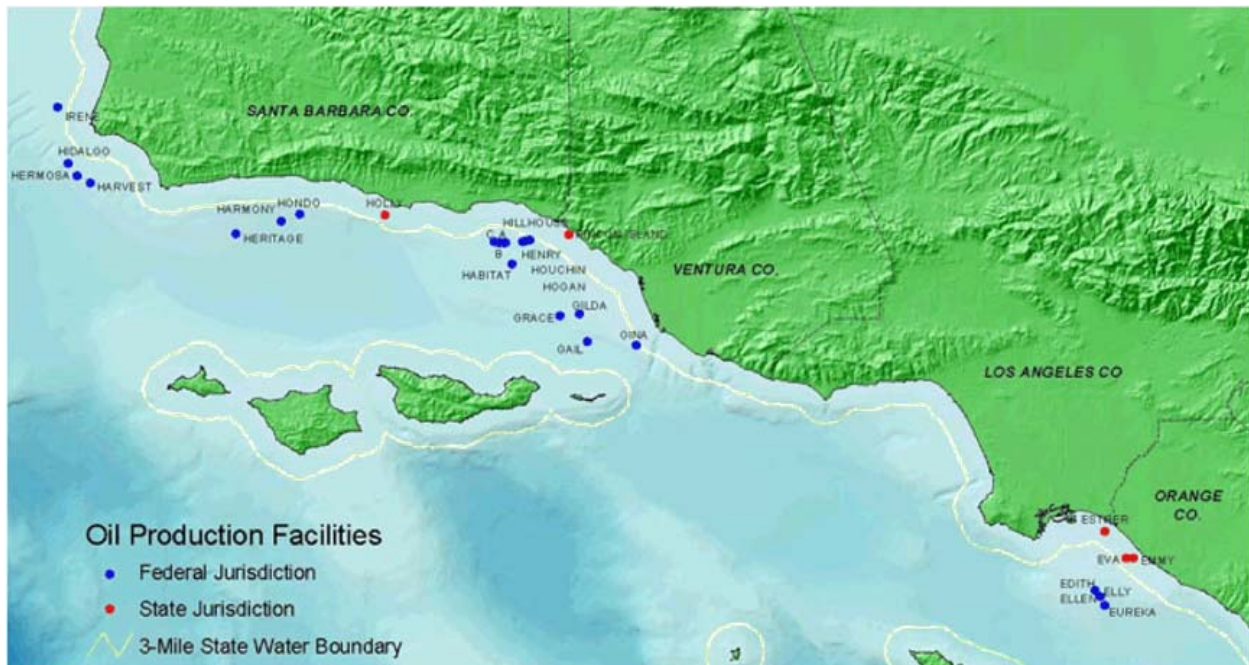 SANTA BARBARA CO.
IRENE
HIDALGO
HERMOSA
HARVEST
HARMONY
HONDO
HERITAGE
HOLLY
HILLHOUSE
C A
B
HENRY
HABITAT
HOUCHIN
HOGAN
VENTURA CO.
GRACE
GILDA
GAIL
GINA
LOS ANGELES CO
ORANGE
CO.
ESTHER
EVA
EMMY
EDITH
ELLY
ELLEN
EUREKA
Oil Production Facilities
Federal Jurisdiction
State Jurisdiction
3-Mile State Water Boundary